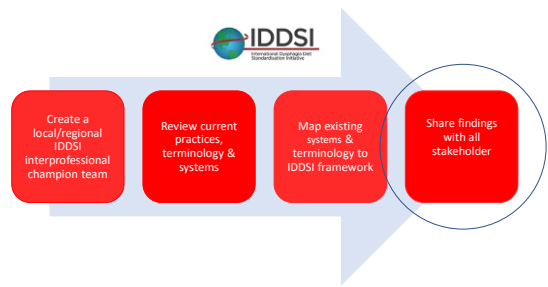 IDDSI
International Dysphagia Diet
Standardisation Initiative
Create a
local/regional
IDDSI
interprofessional
champion team
Review current
practices,
terminology &
systems
Map existing
systems &
terminology to
IDDSI framework
Share findings
with all
stakeholder